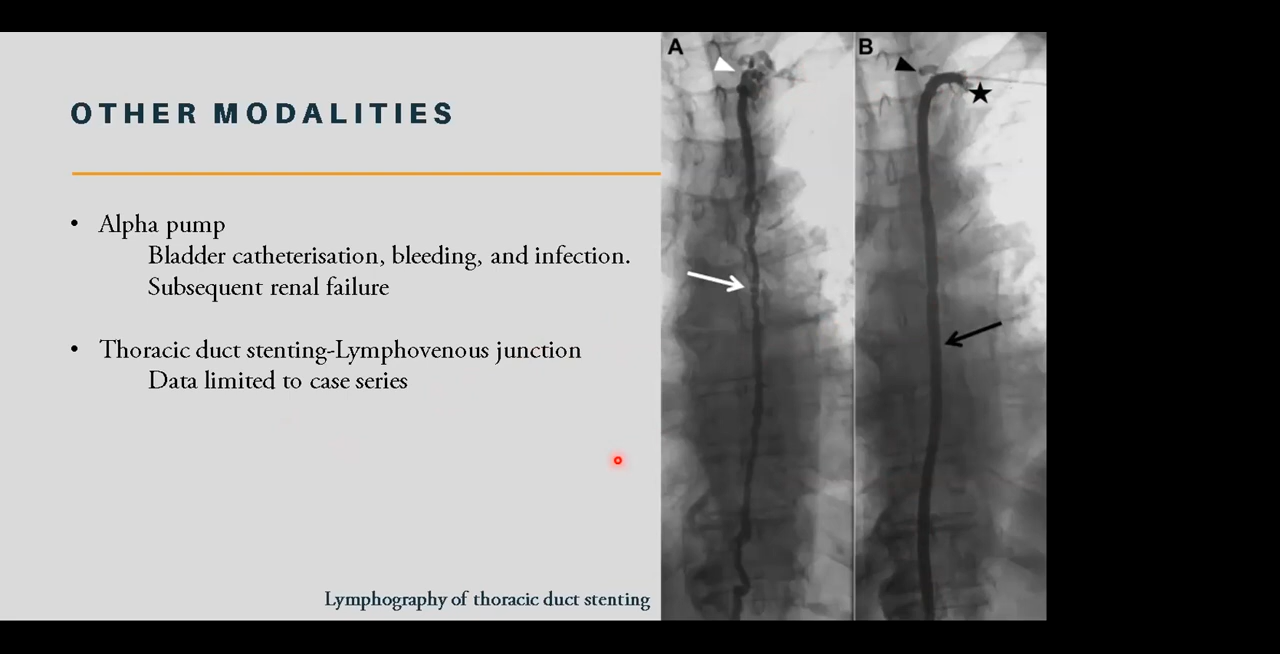 OTHER MODALITIES
• Alpha pump
Bladder catheterisation, bleeding, and infection.
Subsequent renal failure
• Thoracic duct stenting-Lymphovenous junction
Data limited to case series
Lymphography of thoracic duct stenting
A
B